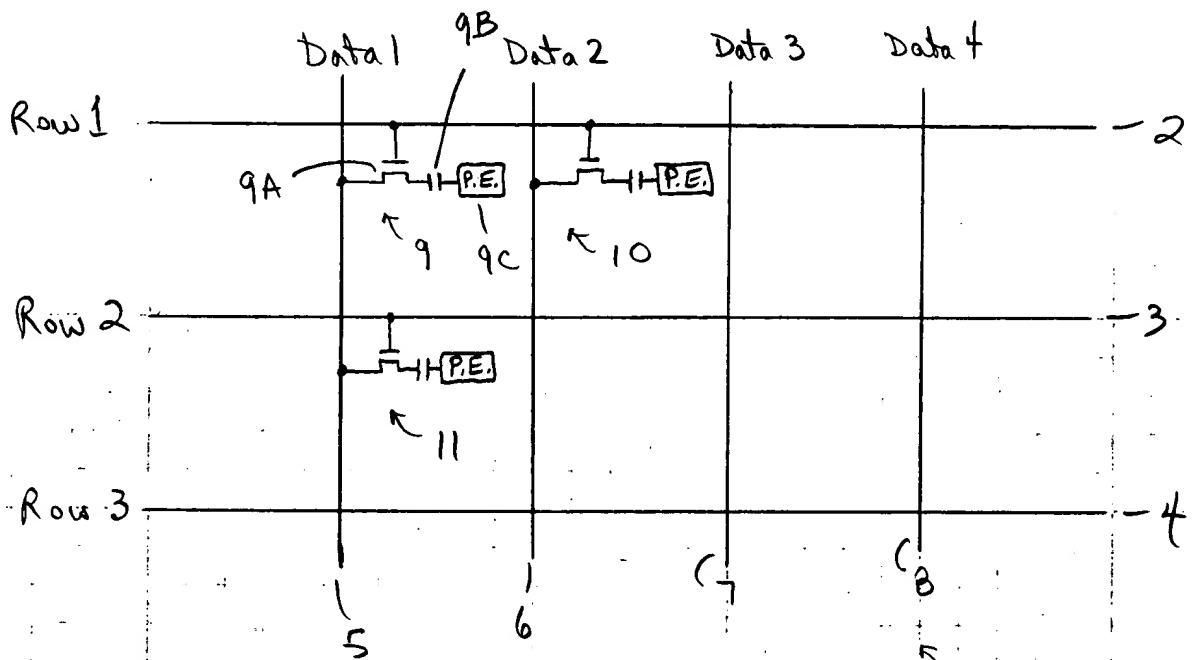 9B
Data 1 Data 2 Data 3 Data 4
Row 1 2
9A P.E. P.E.
9 9C 10
Row 2 3
P.E.
11
Row 3 4
5 6 7 8